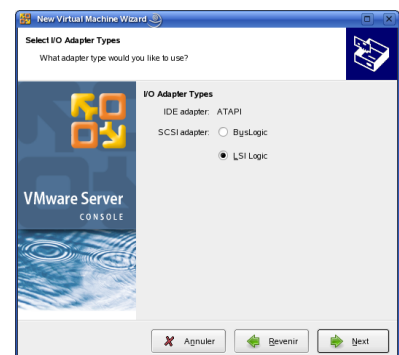 New Virtual Machine Wizard
Select I/O Adapter Types
What adapter type would you like to use?
I/O Adapter Types
IDE adapter: ATAPI
SCSI adapter: BusLogic
LSI Logic
VMware Server
CONSOLE
Annuler Revenir Next